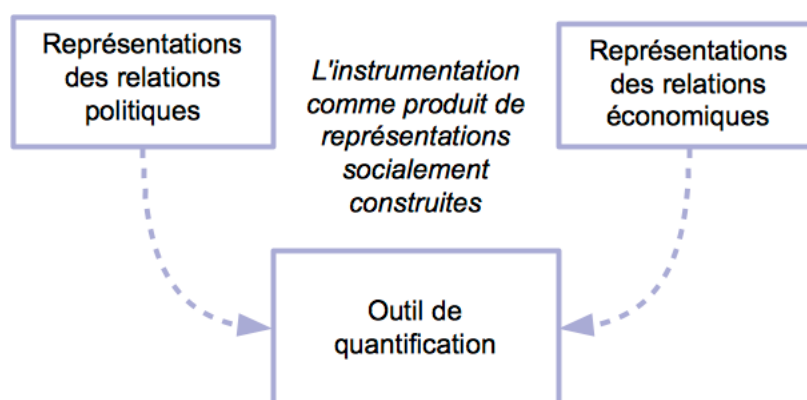 Représentations
des relations
politiques
L'instrumentation
comme produit de
représentations
socialement
construites
Représentations
des relations
économiques
Outil de
quantification